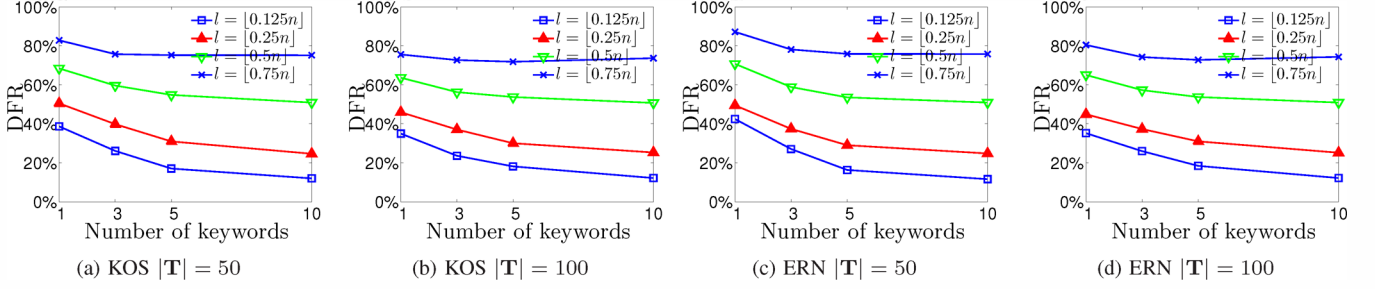 100%
80%
60%
40%
20%
0%
DFR
1 3 5 10
Number of keywords
l = ⌊0.125n⌋
l = ⌊0.25n⌋
l = ⌊0.5n⌋
l = ⌊0.75n⌋
(a) KOS |T| = 50
100%
80%
60%
40%
20%
0%
DFR
1 3 5 10
Number of keywords
l = ⌊0.125n⌋
l = ⌊0.25n⌋
l = ⌊0.5n⌋
l = ⌊0.75n⌋
(b) KOS |T| = 100
100%
80%
60%
40%
20%
0%
DFR
1 3 5 10
Number of keywords
l = ⌊0.125n⌋
l = ⌊0.25n⌋
l = ⌊0.5n⌋
l = ⌊0.75n⌋
(c) ERN |T| = 50
100%
80%
60%
40%
20%
0%
DFR
1 3 5 10
Number of keywords
l = ⌊0.125n⌋
l = ⌊0.25n⌋
l = ⌊0.5n⌋
l = ⌊0.75n⌋
(d) ERN |T| = 100